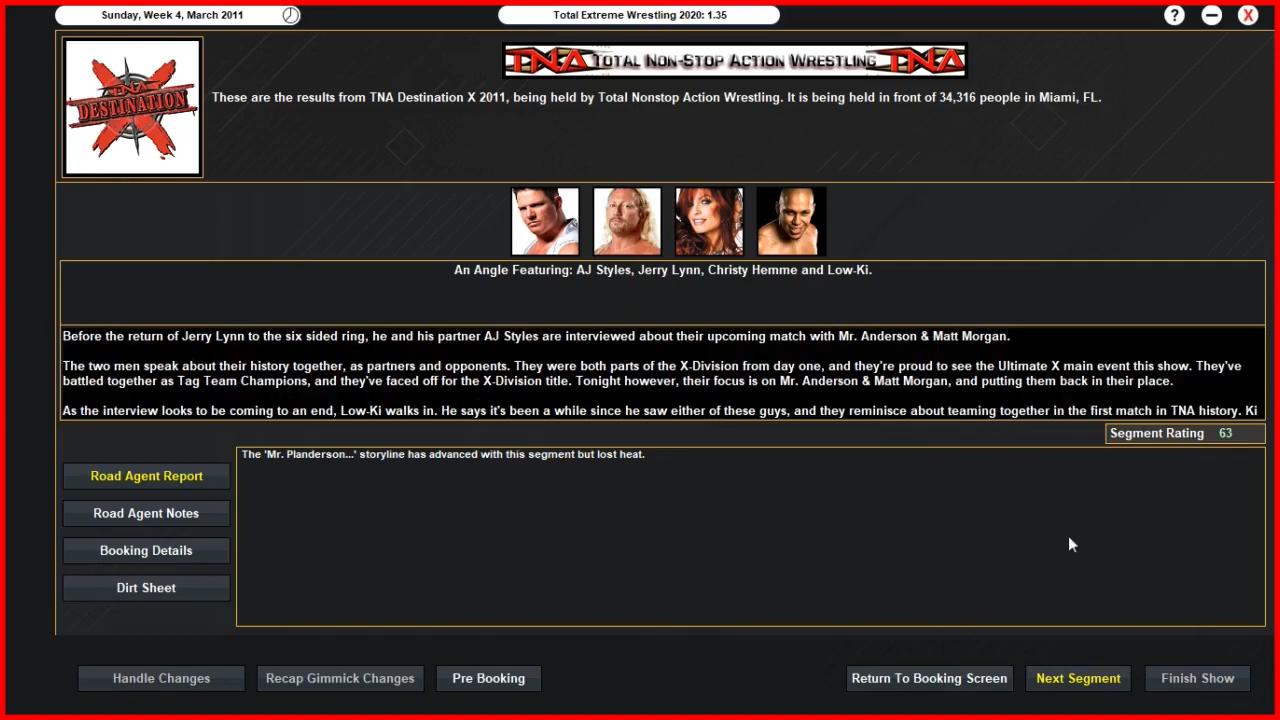 Sunday, Week 4, March 2011
Total Extreme Wrestling 2020: 1.35
?
X
TNA
DESTINATION
TNA TOTAL NON-STOP ACTION WRESTLING TNA
These are the results from TNA Destination X 2011, being held by Total Nonstop Action Wrestling. It is being held in front of 34,316 people in Miami, FL.
An Angle Featuring: AJ Styles, Jerry Lynn, Christy Hemme and Low-Ki.
Before the return of Jerry Lynn to the six sided ring, he and his partner AJ Styles are interviewed about their upcoming match with Mr. Anderson & Matt Morgan.
The two men speak about their history together, as partners and opponents. They were both parts of the X-Division from day one, and they're proud to see the Ultimate X main event this show. They've
battled together as Tag Team Champions, and they've faced off for the X-Division title. Tonight however, their focus is on Mr. Anderson & Matt Morgan, and putting them back in their place.
As the interview looks to be coming to an end, Low-Ki walks in. He says it's been a while since he saw either of these guys, and they reminisce about teaming together in the first match in TNA history. Ki
Segment Rating 63
The 'Mr. Planderson...' storyline has advanced with this segment but lost heat.
Road Agent Report
Road Agent Notes
Booking Details
Dirt Sheet
Handle Changes
Recap Gimmick Changes
Pre Booking
Return To Booking Screen
Next Segment
Finish Show